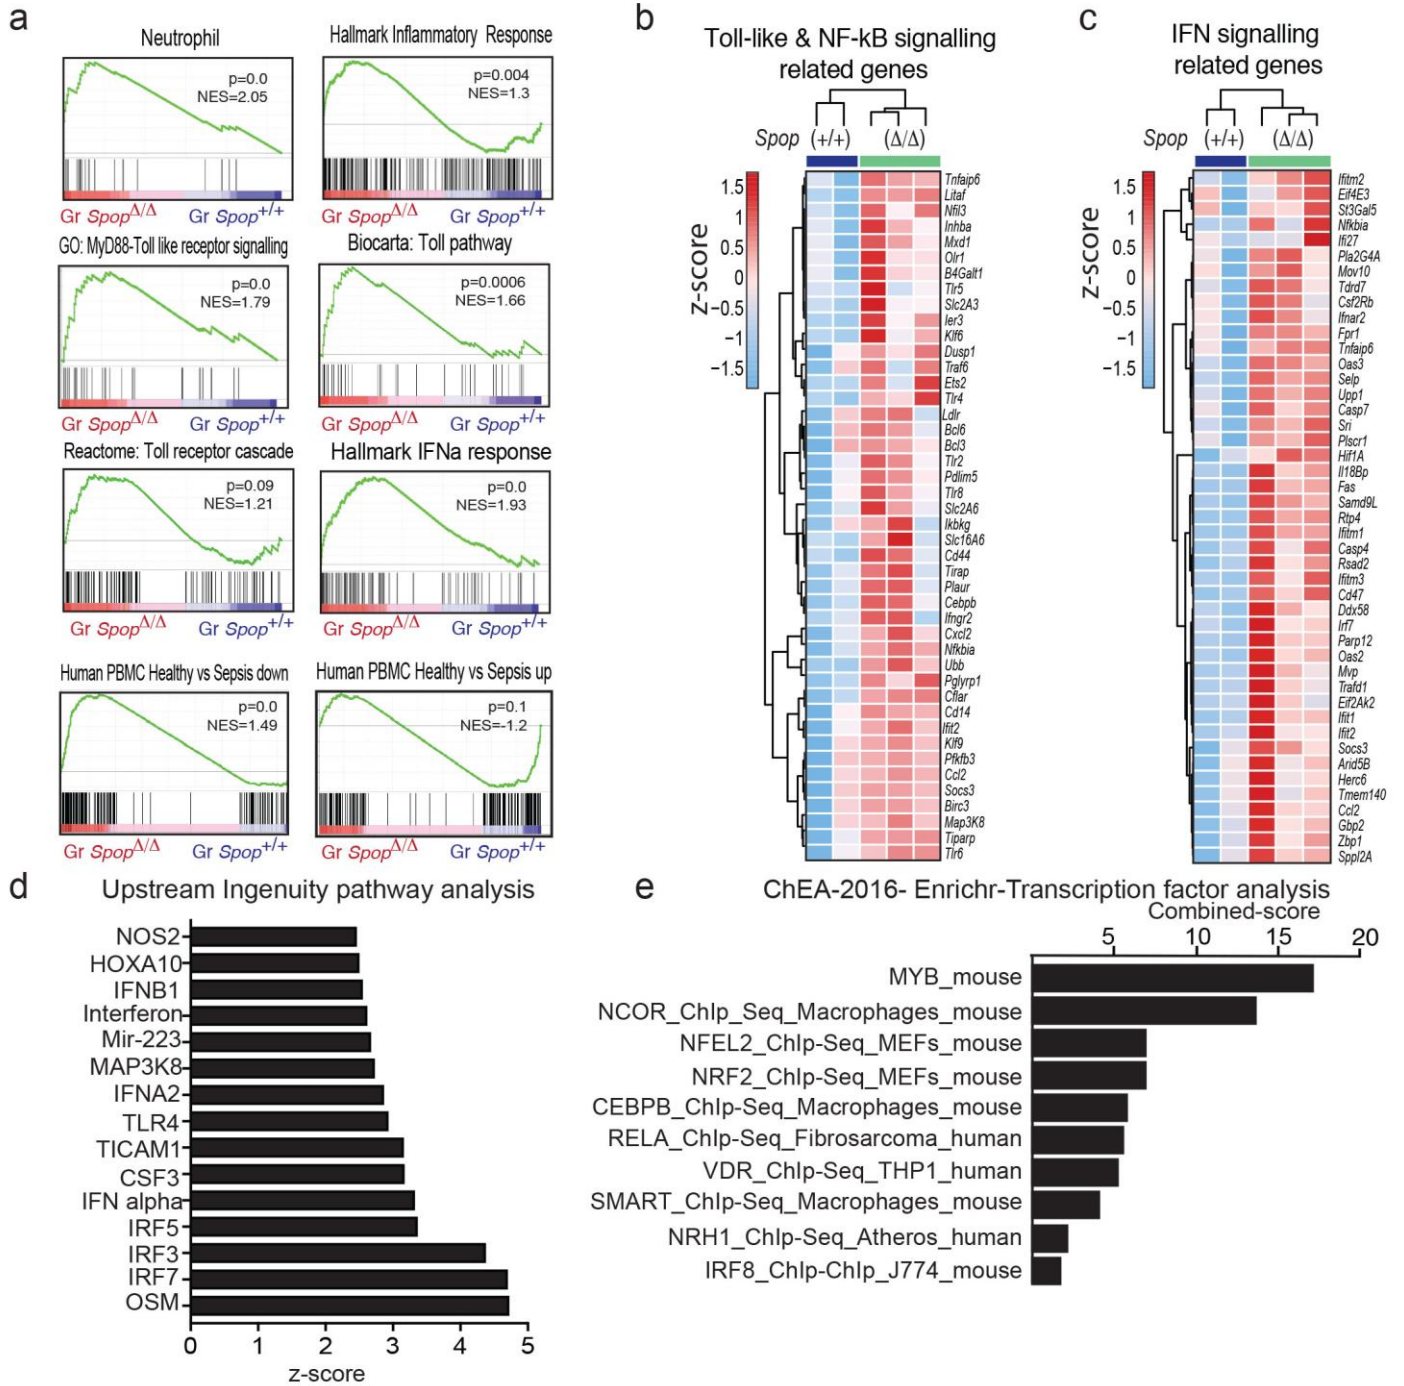 a
Neutrophil
p=0.0
NES=2.05
Gr Spop Δ/Δ
Gr Spop +/+
Hallmark Inflammatory Response
p=0.004
NES=1.3
Gr Spop Δ/Δ
Gr Spop +/+
GO: MyD88-Toll like receptor signalling
p=0.0
NES=1.79
Gr Spop Δ/Δ
Gr Spop +/+
Biocarta: Toll pathway
p=0.0006
NES=1.66
Gr Spop Δ/Δ
Gr Spop +/+
Reactome: Toll receptor cascade
p=0.09
NES=1.21
Gr Spop Δ/Δ
Gr Spop +/+
Hallmark IFNa response
p=0.0
NES=1.93
Gr Spop Δ/Δ
Gr Spop +/+
Human PBMC Healthy vs Sepsis down
p=0.0
NES=1.49
Gr Spop Δ/Δ
Gr Spop +/+
Human PBMC Healthy vs Sepsis up
p=0.1
NES=-1.2
Gr Spop Δ/Δ
Gr Spop +/+
b
Toll-like & NF-kB signalling
related genes
Spop (+/+) (Δ/Δ)
z-score
1.5
1
0.5
0
−0.5
−1
−1.5
Tnfaip6
Litaf
Nfil3
Inhba
Mxd1
Olr1
B4Galt1
Tlr5
Slc2A3
Ier3
Klf6
Dusp1
Traf6
Ets2
Tlr4
Ldlr
Bcl6
Bcl3
Tlr2
Pdlim5
Tlr8
Slc2A6
Ikbkg
Slc16A6
Cd44
Tirap
Plaur
Cebpb
Ifngr2
Cxcl2
Nfkbia
Ubb
Pglyrp1
Cflar
Cd14
Ifit2
Klf9
Pfkfb3
Ccl2
Socs3
Birc3
Map3K8
Tiparp
Tlr6
c
IFN signalling
related genes
Spop (+/+) (Δ/Δ)
z-score
1.5
1
0.5
0
−0.5
−1
−1.5
Ifitm2
Eif4E3
St3Gal5
Nfkbia
Ifi27
Pla2G4A
Mov10
Tdrd7
Csf2Rb
Ifnar2
Fpr1
Tnfaip6
Oas3
Selp
Upp1
Casp7
Sri
Plscr1
Hif1A
Il18Bp
Fas
Samd9L
Rtp4
Ifitm1
Casp4
Rsad2
Ifitm3
Cd47
Ddx58
Irf7
Parp12
Oas2
Mvp
Trafd1
Eif2Ak2
Ifit1
Ifit2
Socs3
Arid5B
Herc6
Tmem140
Ccl2
Gbp2
Zbp1
Sppl2A
d
Upstream Ingenuity pathway analysis
NOS2
HOXA10
IFNB1
Interferon
Mir-223
MAP3K8
IFNA2
TLR4
TICAM1
CSF3
IFN alpha
IRF5
IRF3
IRF7
OSM
0 1 2 3 4 5
z-score
e
ChEA-2016- Enrichr-Transcription factor analysis
Combined-score
5 10 15 20
MYB_mouse
NCOR_ChIp_Seq_Macrophages_mouse
NFEL2_ChIp-Seq_MEFs_mouse
NRF2_ChIp-Seq_MEFs_mouse
CEBPB_ChIp-Seq_Macrophages_mouse
RELA_ChIp-Seq_Fibrosarcoma_human
VDR_ChIp-Seq_THP1_human
SMART_ChIp-Seq_Macrophages_mouse
NRH1_ChIp-Seq_Atheros_human
IRF8_ChIp-ChIp_J774_mouse